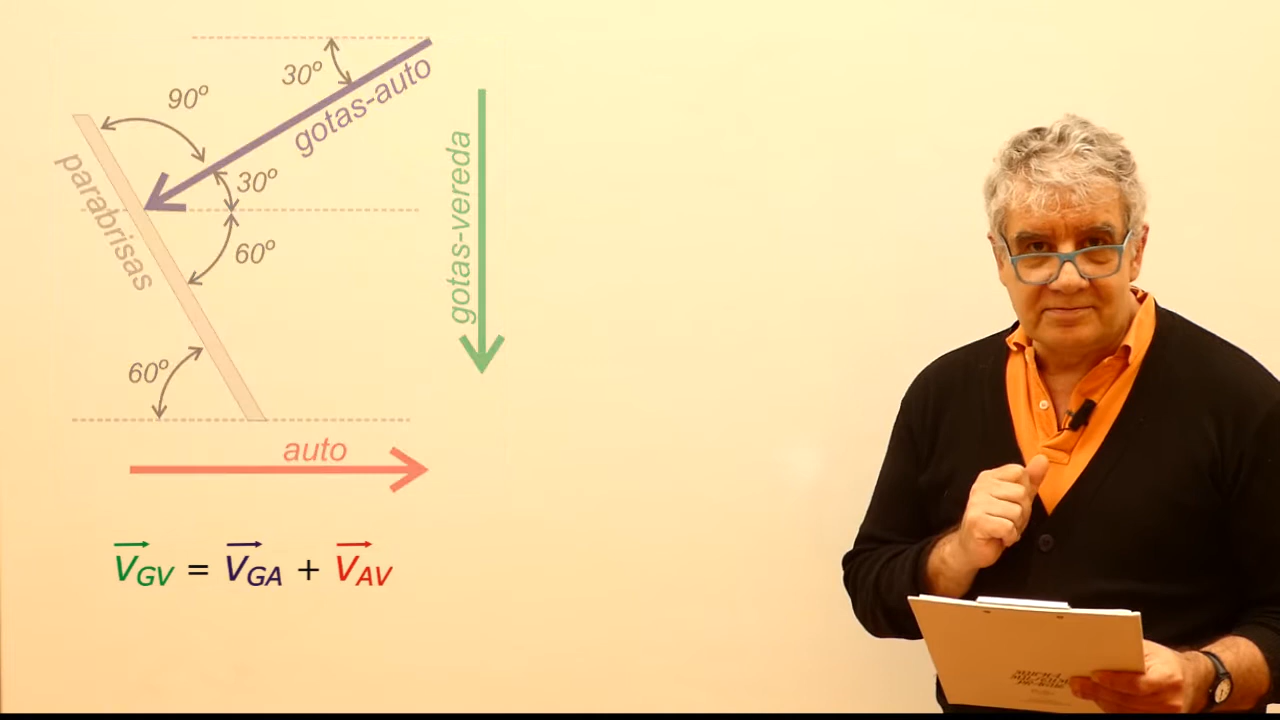 30º
gotas-auto
90º
30º
parabrisas
60º
gotas-vereda
60º
auto
V_GV = V_GA + V_AV